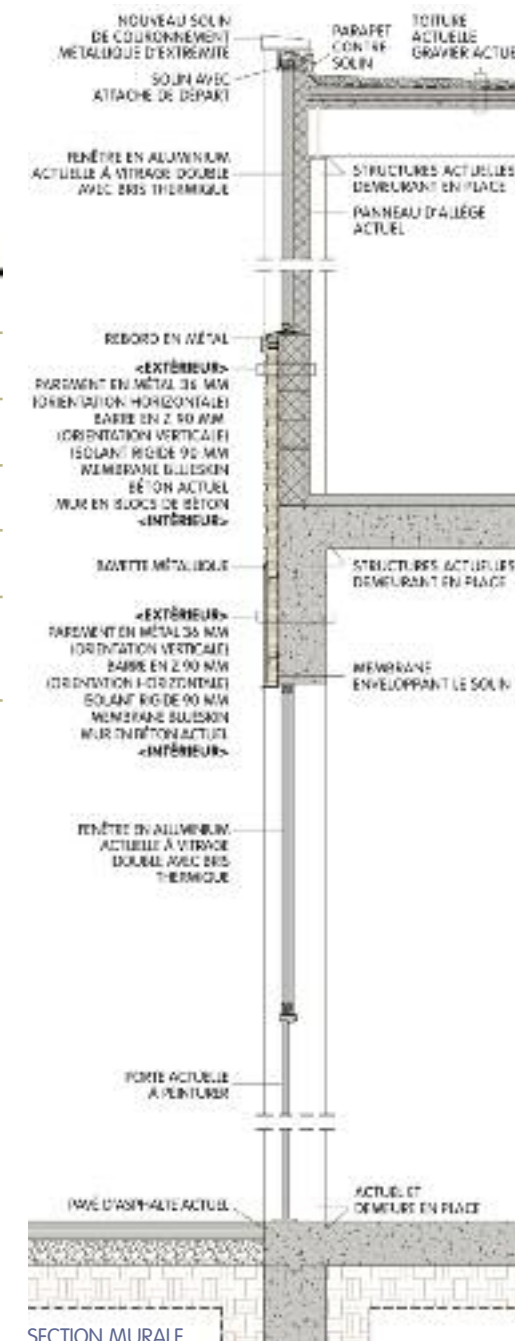 NOUVEAU SOLIN
DE COURONNEMENT
MÉTALLIQUE D'EXTRÉMITÉ
PARAPET
CONTRE
SOLIN
TOITURE
ACTUELLE
GRAVIER ACTUE
SOLIN AVEC
ATTACHE DE DÉPART
FENÊTRE EN ALUMINIUM
ACTUELLE À VITRAGE DOUBLE
AVEC BRIS THERMIQUE
STRUCTURES ACTUELLES
DEMEURANT EN PLACE
PANNEAU D'ALLÈGE
ACTUEL
REBORD EN MÉTAL
<EXTÉRIEUR>
PAREMENT EN MÉTAL 36 MM
(ORIENTATION HORIZONTALE)
BARRE EN Z 90 MM
(ORIENTATION VERTICALE)
ISOLANT RIGIDE 90 MM
MEMBRANE BLUESKIN
BÉTON ACTUEL
MUR EN BLOCS DE BÉTON
<INTÉRIEUR>
BAVETTE MÉTALLIQUE
STRUCTURES ACTUELLES
DEMEURANT EN PLACE
<EXTÉRIEUR>
PAREMENT EN MÉTAL 36 MM
(ORIENTATION VERTICALE)
BARRE EN Z 90 MM
(ORIENTATION HORIZONTALE)
ISOLANT RIGIDE 90 MM
MEMBRANE BLUESKIN
MUR EN BÉTON ACTUEL
<INTÉRIEUR>
MEMBRANE
ENVELOPPANT LE SOLIN
FENÊTRE EN ALUMINIUM
ACTUELLE À VITRAGE
DOUBLE AVEC BRIS
THERMIQUE
PORTE ACTUELLE
À PEINTURER
PAVÉ D'ASPHALTE ACTUEL
ACTUEL ET
DEMEURE EN PLACE
SECTION MURALE